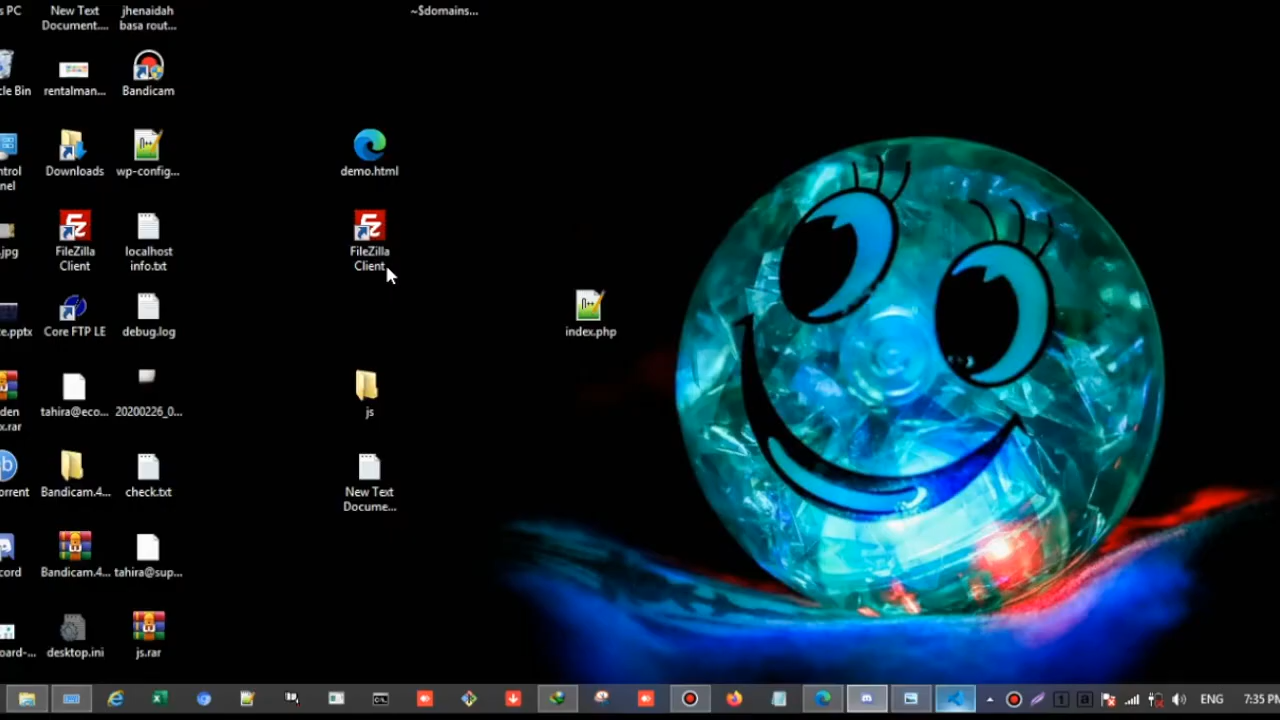 s PC
New Text
Document....
jhenaidah
basa rout...
~$domains...
cle Bin
rentalman...
Bandicam
ntrol
nel
Downloads
wp-config...
demo.html
.jpg
FileZilla
Client
localhost
info.txt
FileZilla
Client
e.pptx
Core FTP LE
debug.log
index.php
den
x.rar
tahira@eco...
20200226_0...
js
orrent
Bandicam.4...
check.txt
New Text
Docume...
cord
Bandicam.4...
tahira@sup...
oard-...
desktop.ini
js.rar
ENG
7:35 PM